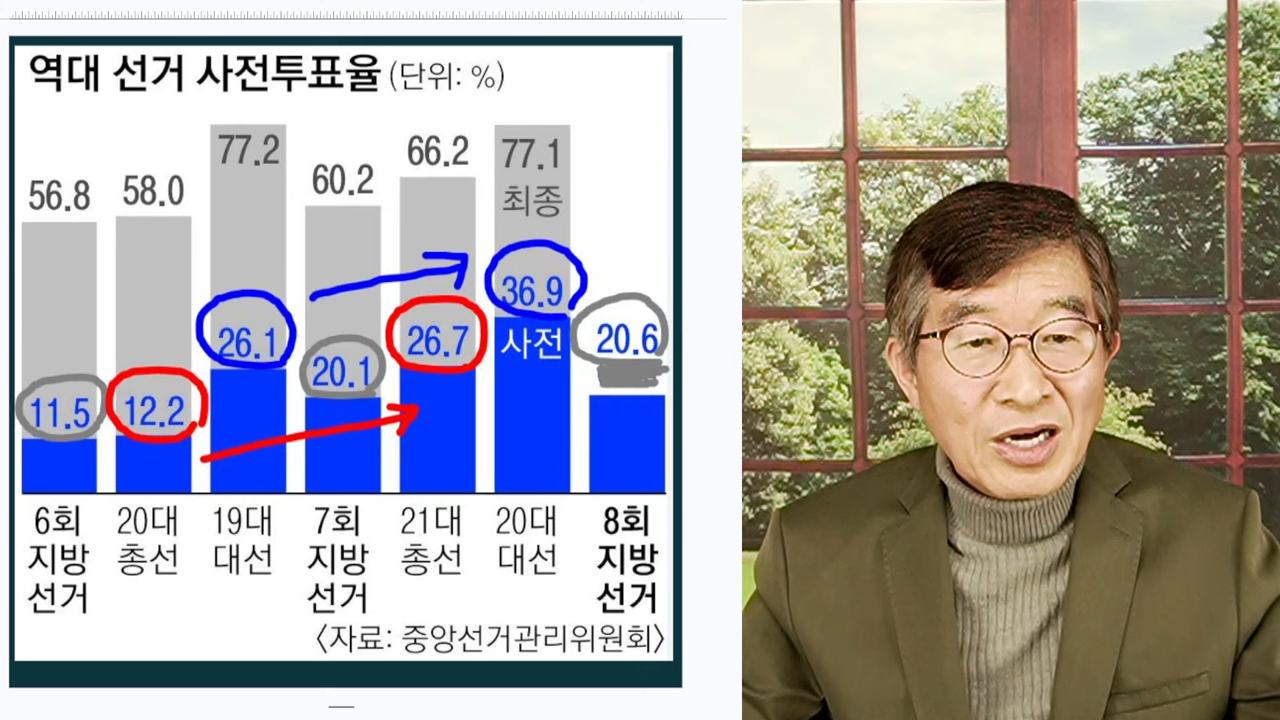 역대 선거 사전투표율 (단위: %)
56.8
58.0
77.2
60.2
66.2
77.1
최종
11.5
12.2
26.1
20.1
26.7
36.9
사전
20.6
6회
지방
선거
20대
총선
19대
대선
7회
지방
선거
21대
총선
20대
대선
8회
지방
선거
〈자료: 중앙선거관리위원회〉